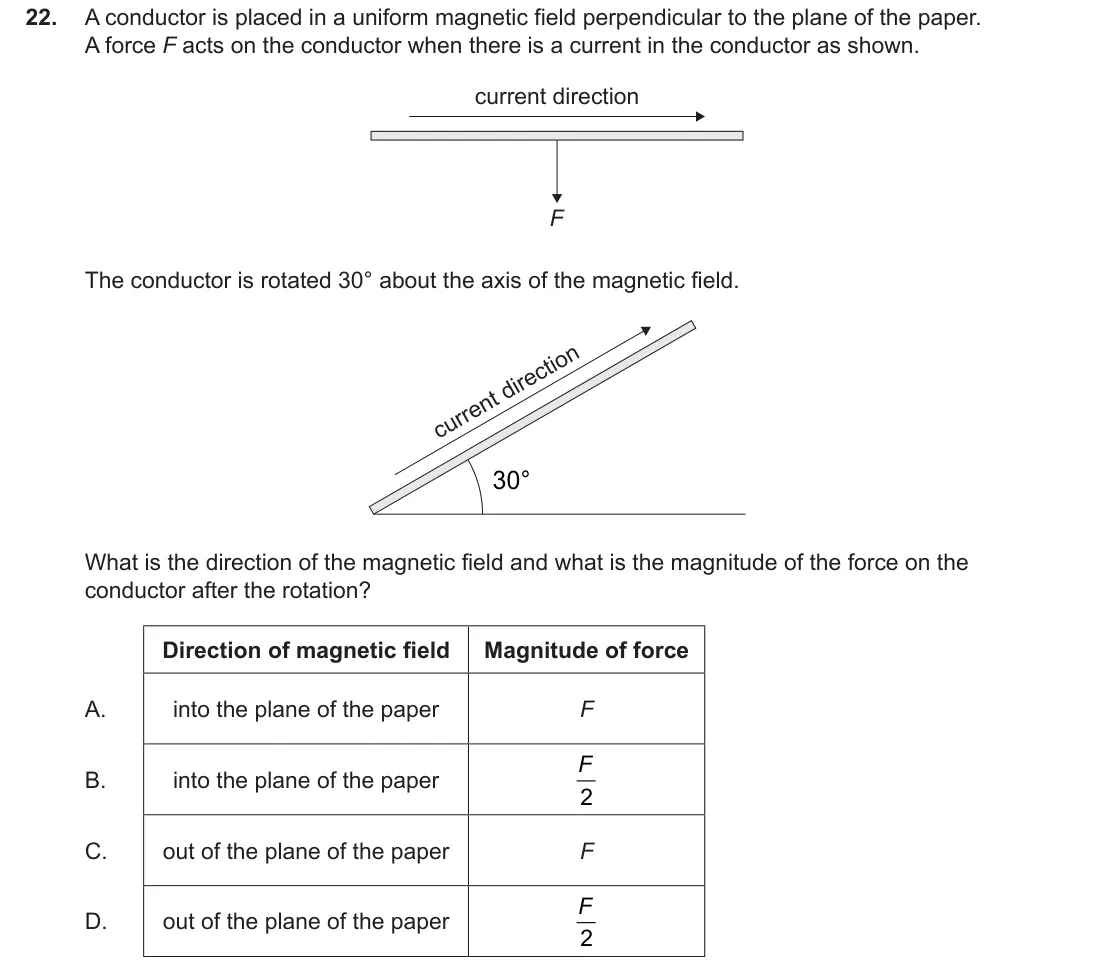 22. A conductor is placed in a uniform magnetic field perpendicular to the plane of the paper.
A force F acts on the conductor when there is a current in the conductor as shown.
current direction
F
The conductor is rotated 30° about the axis of the magnetic field.
current direction
30°
What is the direction of the magnetic field and what is the magnitude of the force on the
conductor after the rotation?
Direction of magnetic field Magnitude of force
A. into the plane of the paper F
B. into the plane of the paper F/2
C. out of the plane of the paper F
D. out of the plane of the paper F/2